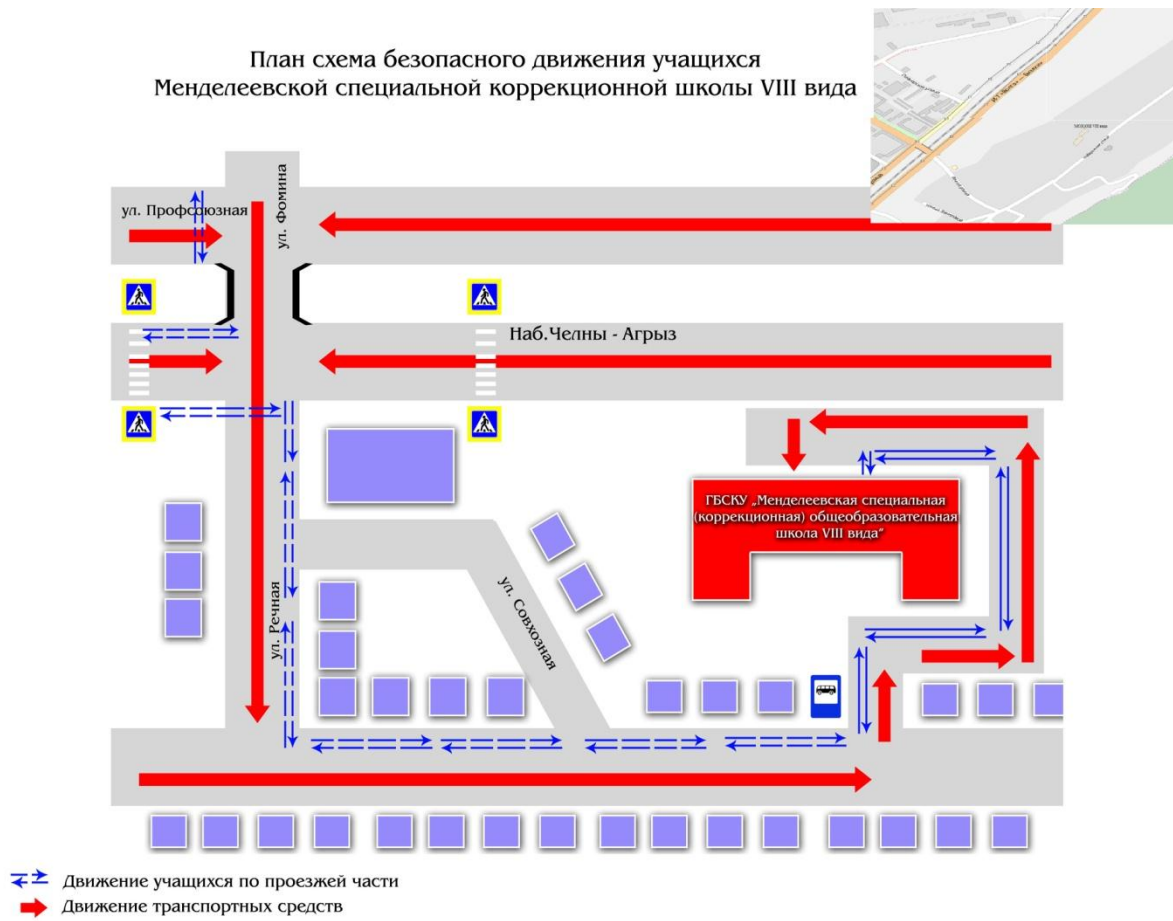 План схема безопасного движения учащихся
Менделеевской специальной коррекционной школы VIII вида
ул. Профсоюзная
ул. Фомина
Наб.Челны - Агрыз
ГБСКУ „Менделеевская специальная
(коррекционная) общеобразовательная
школа VIII вида“
ул. Речная
ул. Совхозная
Движение учащихся по проезжей части
Движение транспортных средств